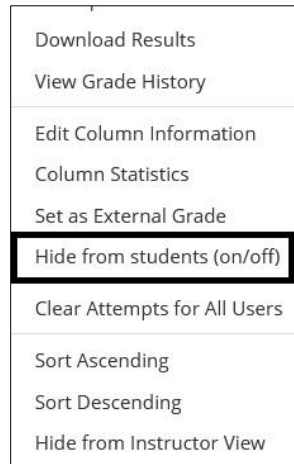 Download Results
View Grade History
Edit Column Information
Column Statistics
Set as External Grade
Hide from students (on/off)
Clear Attempts for All Users
Sort Ascending
Sort Descending
Hide from Instructor View